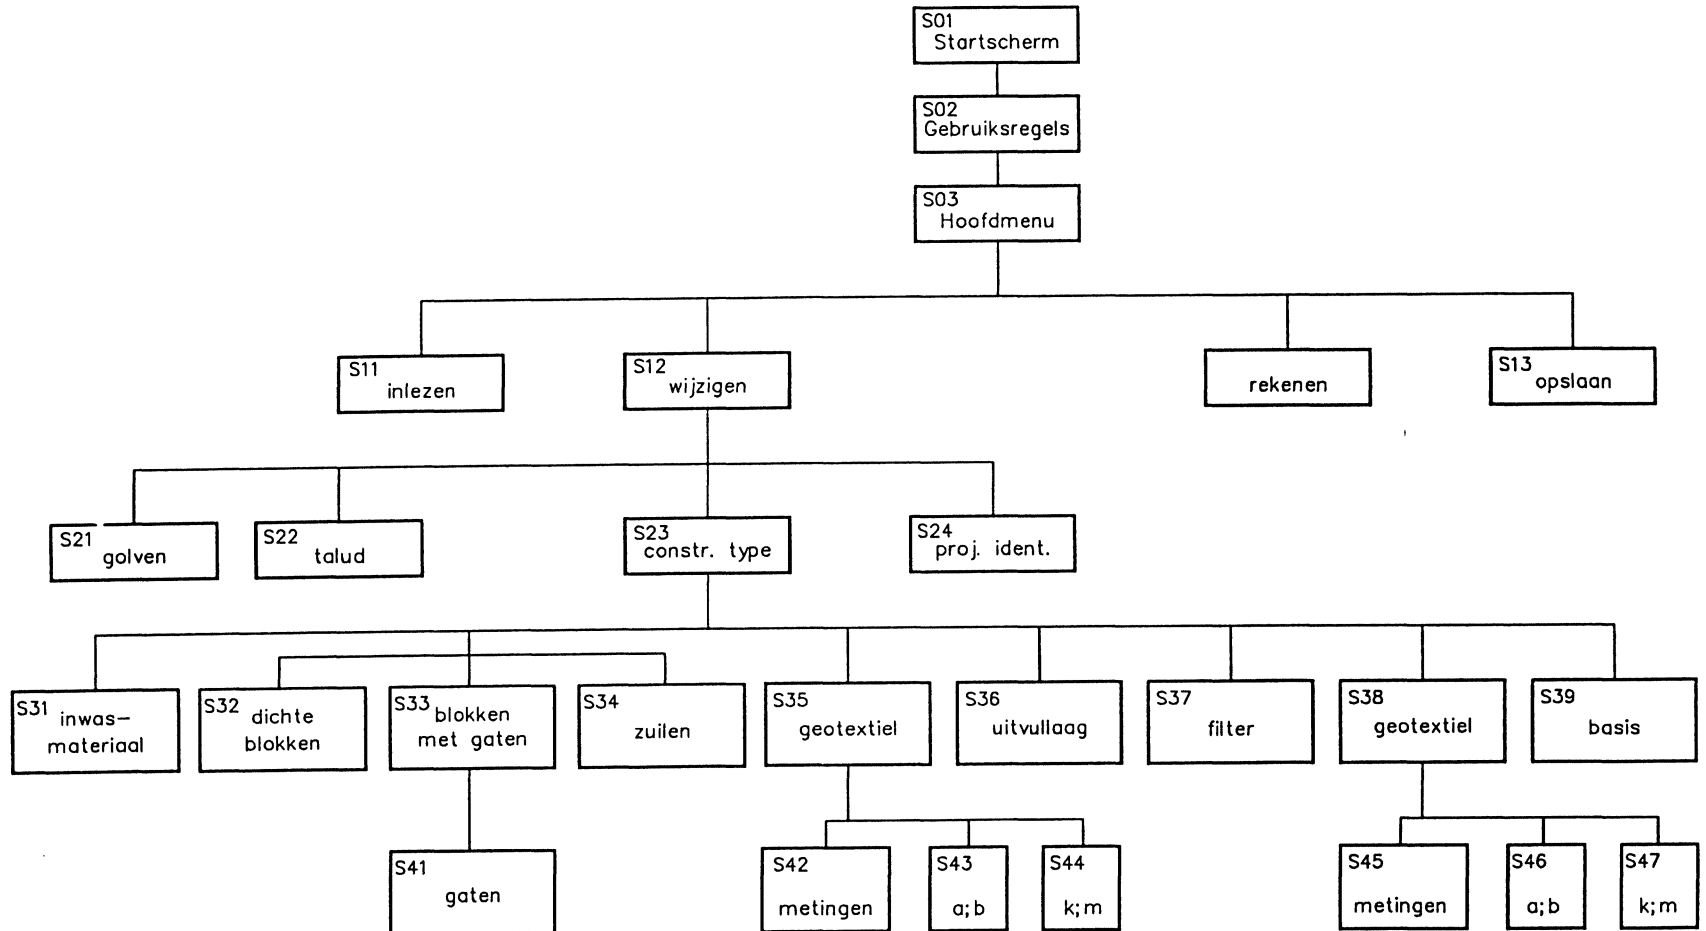 S01
Startscherm
S02
Gebruiksregels
S03
Hoofdmenu
S11
inlezen
S12
wijzigen
rekenen
S13
opslaan
S21
golven
S22
talud
S23
constr. type
S24
proj. ident.
S31
inwas-
materiaal
S32
dichte
blokken
S33
blokken
met gaten
S34
zuilen
S35
geotextiel
S36
uitvullaag
S37
filter
S38
geotextiel
S39
basis
S41
gaten
S42
metingen
S43
a;b
S44
k;m
S45
metingen
S46
a;b
S47
k;m